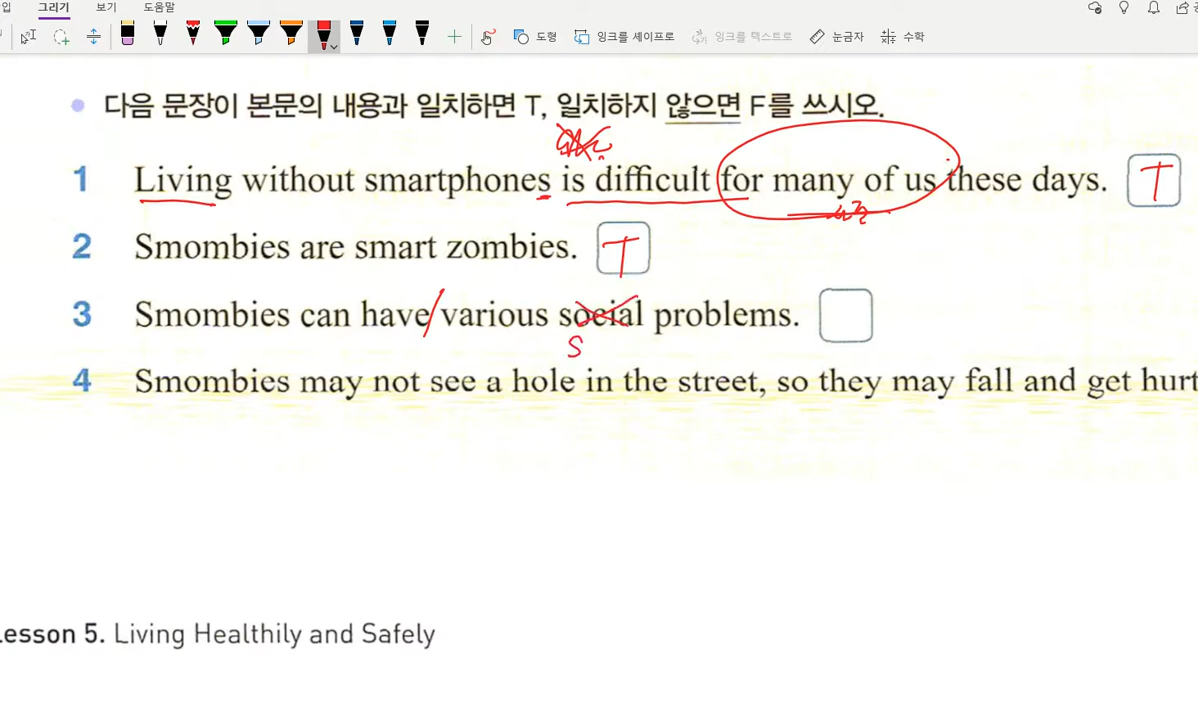 그리기 보기 도움말
도형 잉크를 셰이프로 잉크를 텍스트로 눈금자 수학
다음 문장이 본문의 내용과 일치하면 T, 일치하지 않으면 F를 쓰시오.
1 Living without smartphones is difficult for many of us these days. T
2 Smombies are smart zombies. T
3 Smombies can have/various social problems.
S
4 Smombies may not see a hole in the street, so they may fall and get hurt
Lesson 5. Living Healthily and Safely